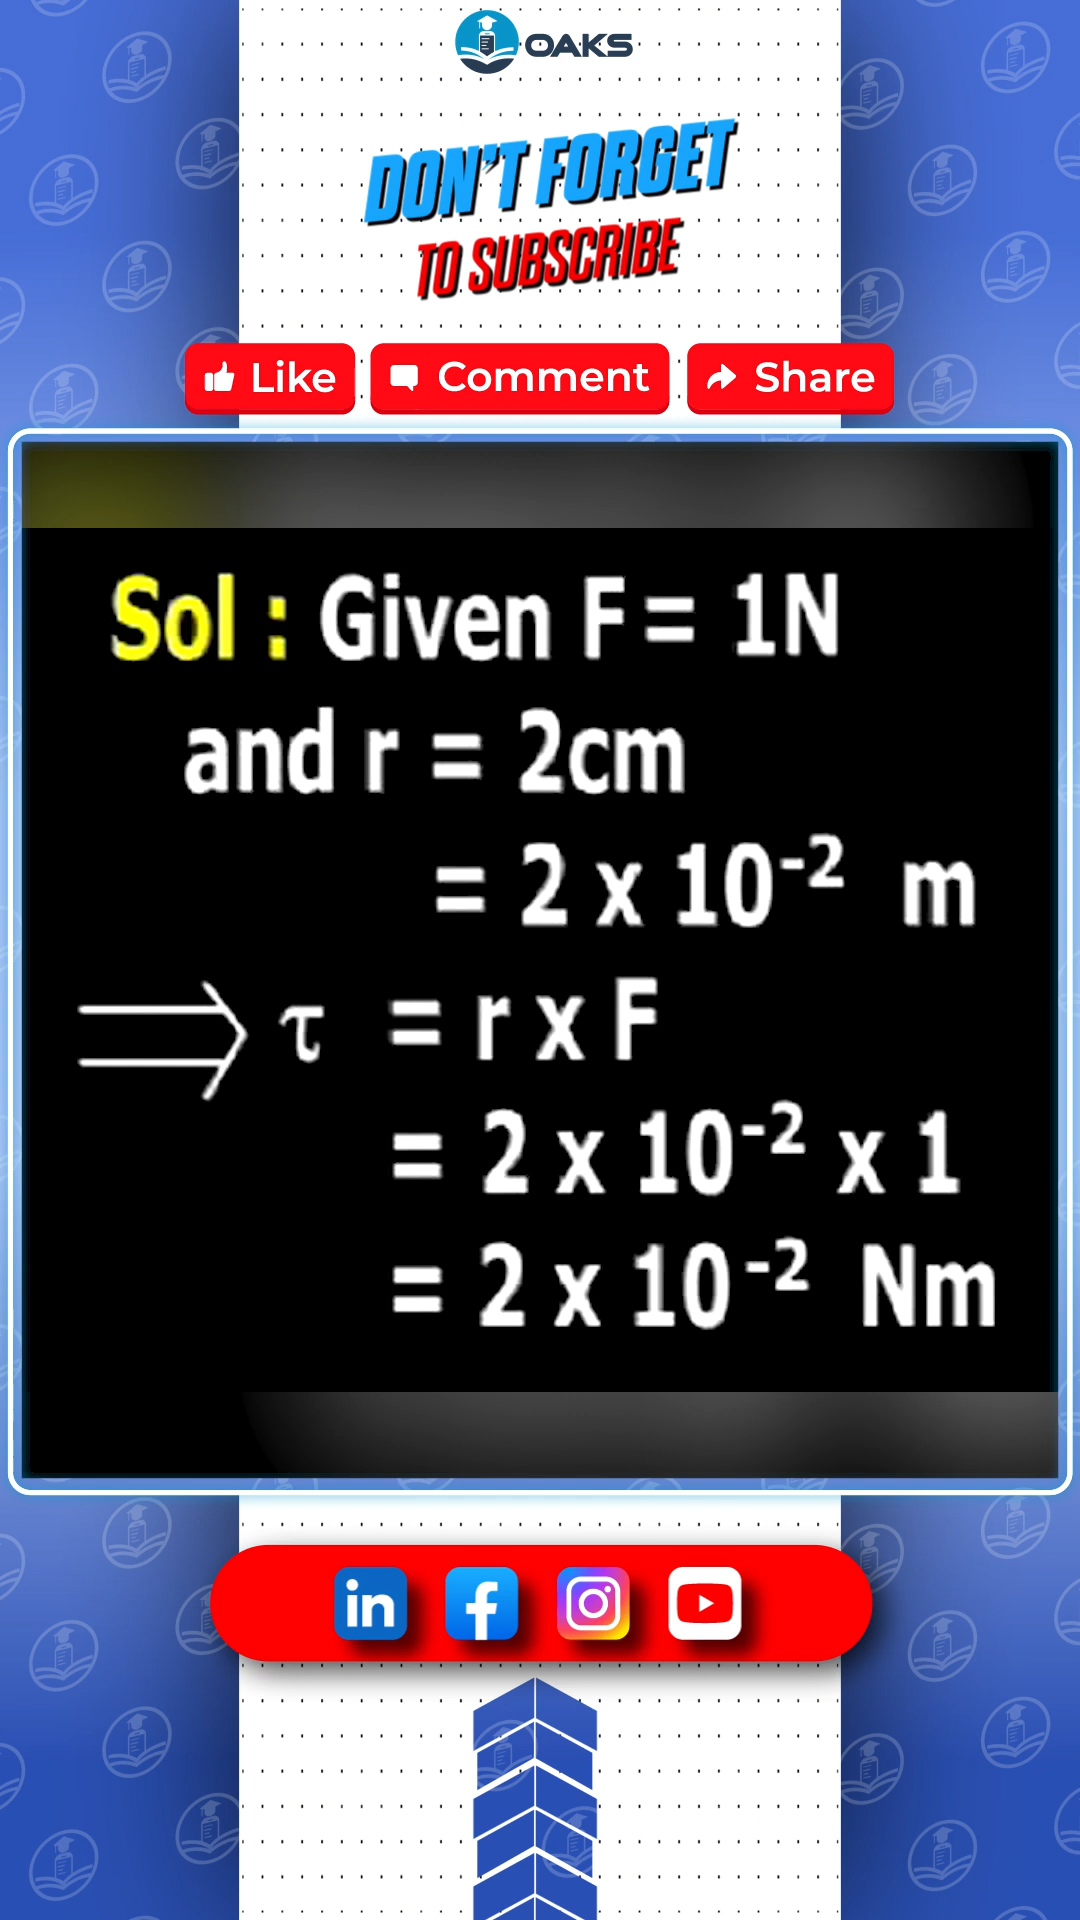 OAKS
DON'T FORGET
TO SUBSCRIBE
Like Comment Share
Sol : Given F = 1N
and r = 2cm
= 2 x 10⁻² m
⟹ τ = r x F
= 2 x 10⁻² x 1
= 2 x 10⁻² Nm
in f